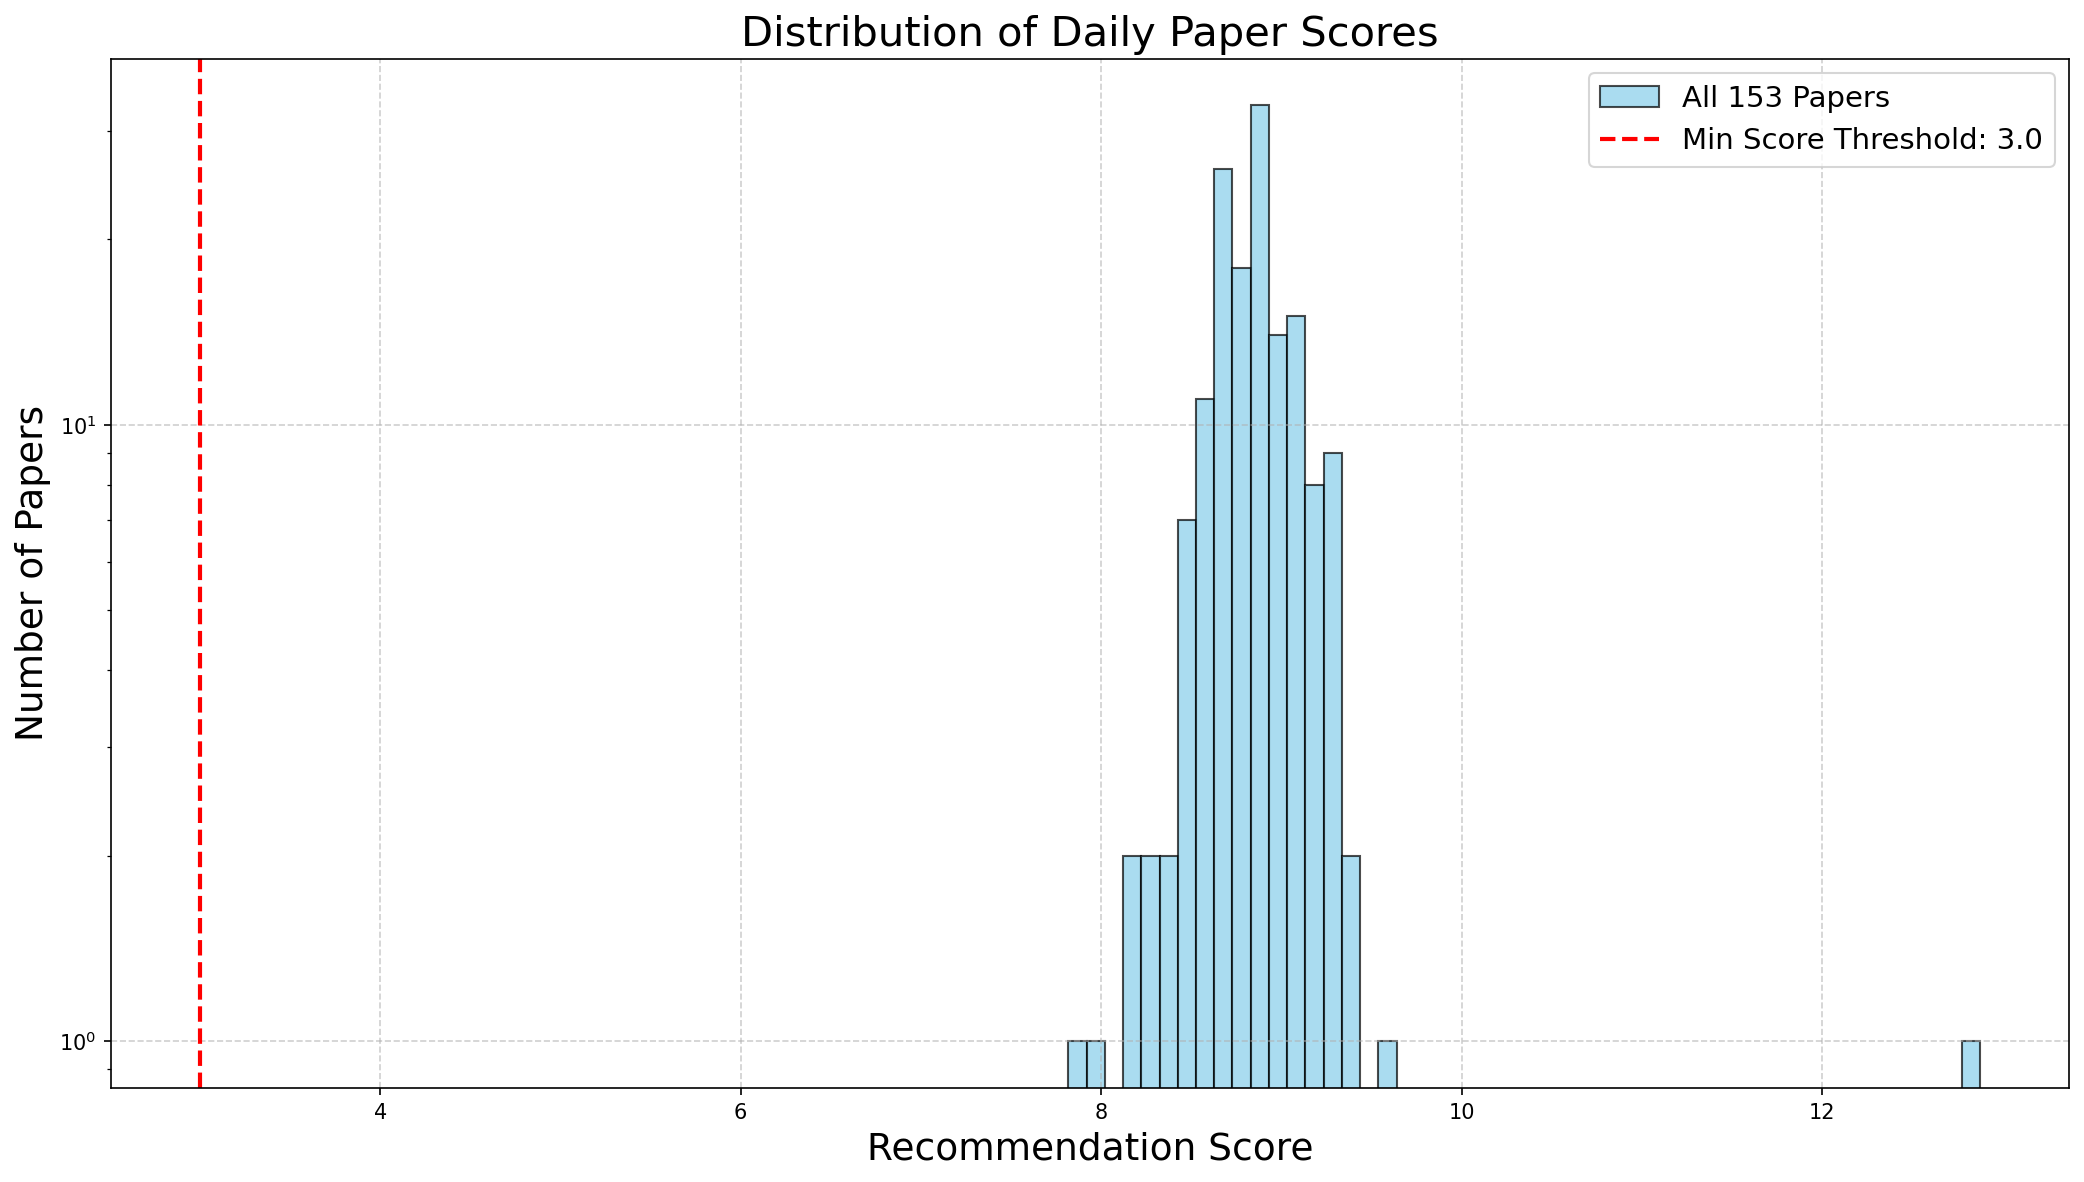 Distribution of Daily Paper Scores
All 153 Papers
Min Score Threshold: 3.0
Number of Papers
10¹
10⁰
4 6 8 10 12
Recommendation Score